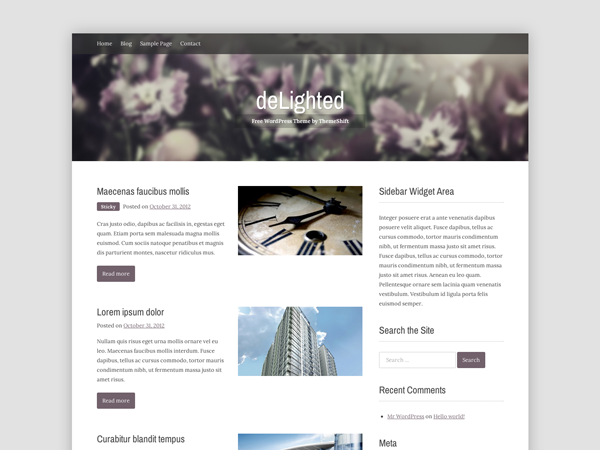 Home Blog Sample Page Contact
deLighted
Free WordPress Theme by ThemeShift
Maecenas faucibus mollis
Sticky Posted on October 31, 2012
Cras justo odio, dapibus ac facilisis in, egestas eget
quam. Etiam porta sem malesuada magna mollis
euismod. Cum sociis natoque penatibus et magnis
dis parturient montes, nascetur ridiculus mus.
Read more
Lorem ipsum dolor
Posted on October 31, 2012
Nullam quis risus eget urna mollis ornare vel eu
leo. Maecenas faucibus mollis interdum. Fusce
dapibus, tellus ac cursus commodo, tortor mauris
condimentum nibh, ut fermentum massa justo sit
amet risus.
Read more
Curabitur blandit tempus
Sidebar Widget Area
Integer posuere erat a ante venenatis dapibus
posuere velit aliquet. Fusce dapibus, tellus ac
cursus commodo, tortor mauris condimentum
nibh, ut fermentum massa justo sit amet risus.
Fusce dapibus, tellus ac cursus commodo, tortor
mauris condimentum nibh, ut fermentum massa
justo sit amet risus. Aenean eu leo quam.
Pellentesque ornare sem lacinia quam venenatis
vestibulum. Vestibulum id ligula porta felis
euismod semper.
Search the Site
Search ... Search
Recent Comments
Mr WordPress on Hello world!
Meta